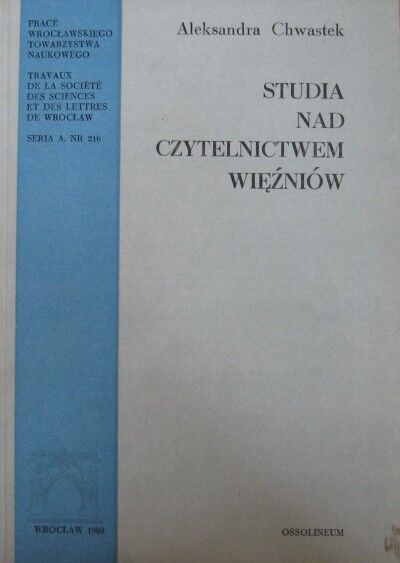 PRACE
WROCŁAWSKIEGO
TOWARZYSTWA
NAUKOWEGO
TRAVAUX
DE LA SOCIÉTÉ
DES SCIENCES
ET DES LETTRES
DE WROCŁAW
SERIA A. NR 216
Aleksandra Chwastek
STUDIA
NAD
CZYTELNICTWEM
WIĘŹNIÓW
WROCŁAW 1980
OSSOLINEUM